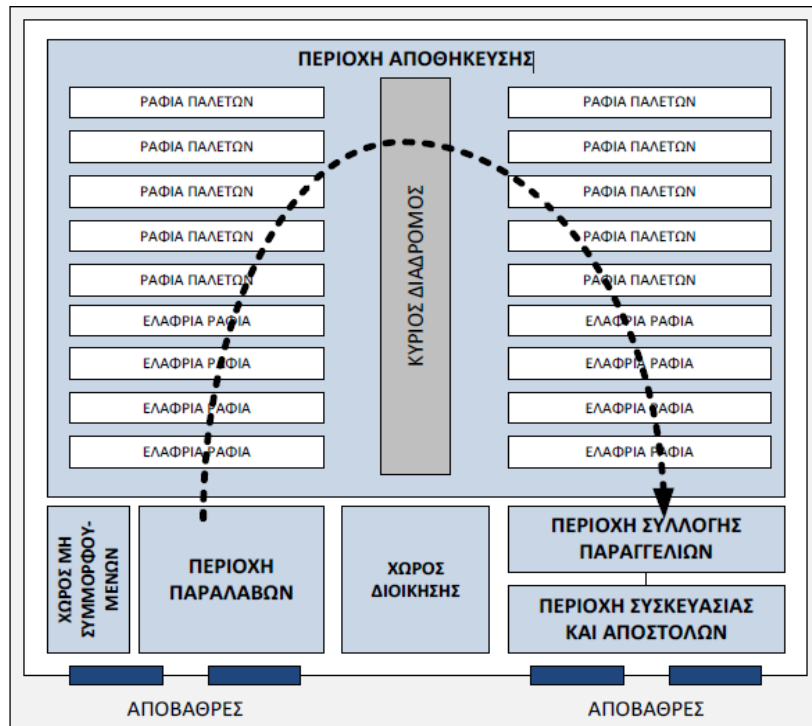 ΠΕΡΙΟΧΗ ΑΠΟΘΗΚΕΥΣΗΣ
ΡΑΦΙΑ ΠΑΛΕΤΩΝ
ΡΑΦΙΑ ΠΑΛΕΤΩΝ
ΡΑΦΙΑ ΠΑΛΕΤΩΝ
ΡΑΦΙΑ ΠΑΛΕΤΩΝ
ΡΑΦΙΑ ΠΑΛΕΤΩΝ
ΕΛΑΦΡΙΑ ΡΑΦΙΑ
ΕΛΑΦΡΙΑ ΡΑΦΙΑ
ΕΛΑΦΡΙΑ ΡΑΦΙΑ
ΕΛΑΦΡΙΑ ΡΑΦΙΑ
ΚΥΡΙΟΣ ΔΙΑΔΡΟΜΟΣ
ΡΑΦΙΑ ΠΑΛΕΤΩΝ
ΡΑΦΙΑ ΠΑΛΕΤΩΝ
ΡΑΦΙΑ ΠΑΛΕΤΩΝ
ΡΑΦΙΑ ΠΑΛΕΤΩΝ
ΡΑΦΙΑ ΠΑΛΕΤΩΝ
ΕΛΑΦΡΙΑ ΡΑΦΙΑ
ΕΛΑΦΡΙΑ ΡΑΦΙΑ
ΕΛΑΦΡΙΑ ΡΑΦΙΑ
ΕΛΑΦΡΙΑ ΡΑΦΙΑ
ΧΩΡΟΣ ΜΗ
ΣΥΜΜΟΡΦΟΥ-
ΜΕΝΩΝ
ΠΕΡΙΟΧΗ
ΠΑΡΑΛΑΒΩΝ
ΧΩΡΟΣ
ΔΙΟΙΚΗΣΗΣ
ΠΕΡΙΟΧΗ ΣΥΛΛΟΓΗΣ
ΠΑΡΑΓΓΕΛΙΩΝ
ΠΕΡΙΟΧΗ ΣΥΣΚΕΥΑΣΙΑΣ
ΚΑΙ ΑΠΟΣΤΟΛΩΝ
ΑΠΟΒΑΘΡΕΣ
ΑΠΟΒΑΘΡΕΣ